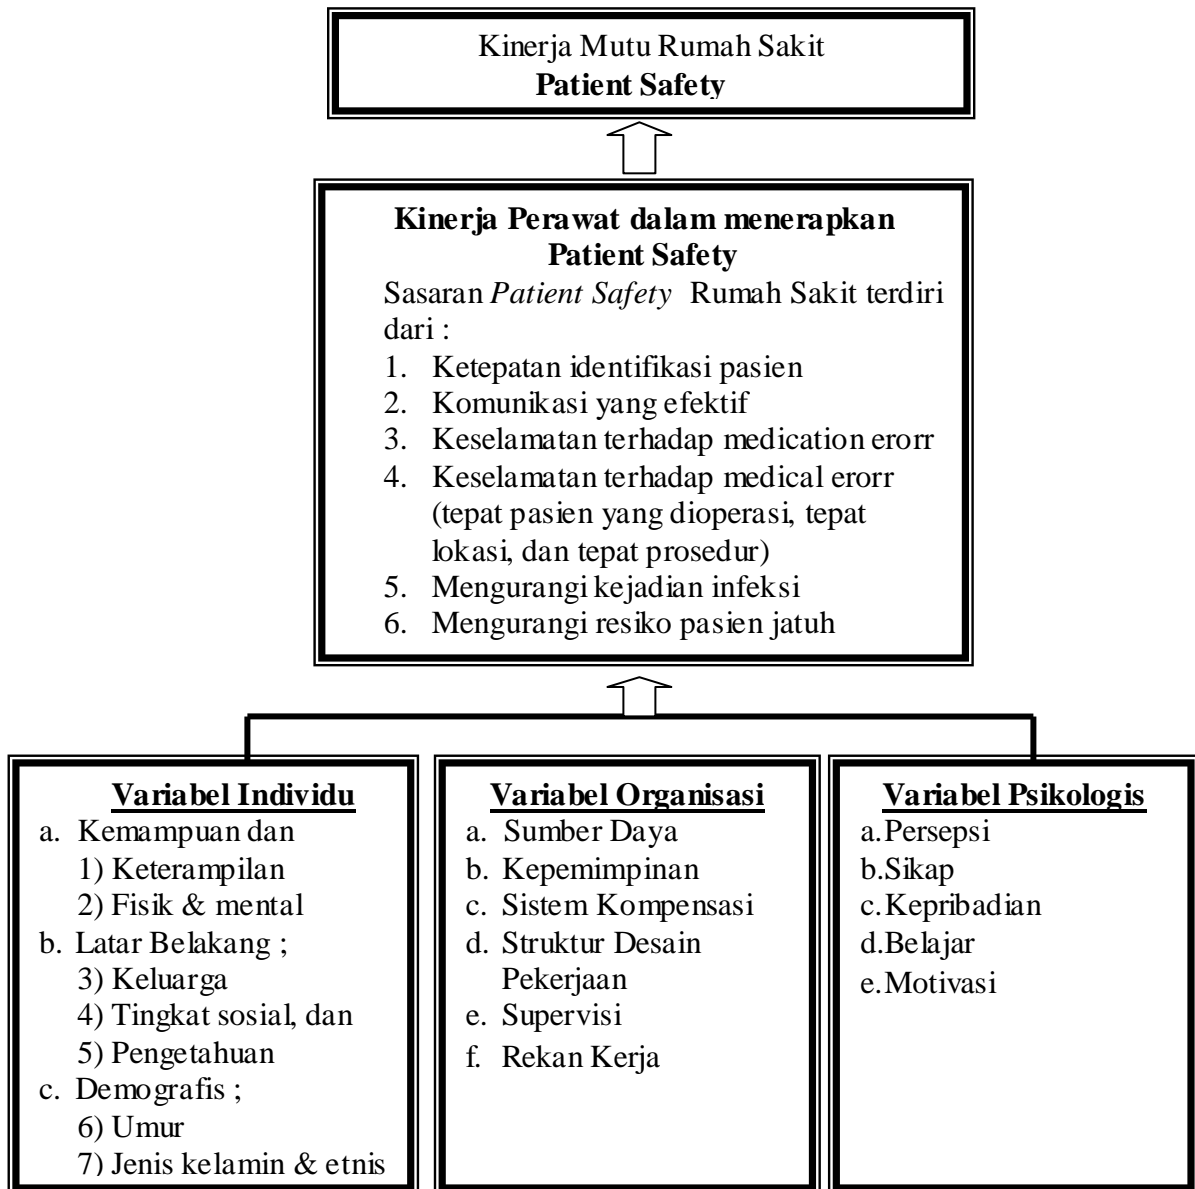 Kinerja Mutu Rumah Sakit
Patient Safety
Kinerja Perawat dalam menerapkan
Patient Safety
Sasaran Patient Safety Rumah Sakit terdiri
dari :
1. Ketepatan identifikasi pasien
2. Komunikasi yang efektif
3. Keselamatan terhadap medication erorr
4. Keselamatan terhadap medical erorr
(tepat pasien yang dioperasi, tepat
lokasi, dan tepat prosedur)
5. Mengurangi kejadian infeksi
6. Mengurangi resiko pasien jatuh
Variabel Individu
a. Kemampuan dan
1) Keterampilan
2) Fisik & mental
b. Latar Belakang ;
3) Keluarga
4) Tingkat sosial, dan
5) Pengetahuan
c. Demografis ;
6) Umur
7) Jenis kelamin & etnis
Variabel Organisasi
a. Sumber Daya
b. Kepemimpinan
c. Sistem Kompensasi
d. Struktur Desain
Pekerjaan
e. Supervisi
f. Rekan Kerja
Variabel Psikologis
a.Persepsi
b.Sikap
c.Kepribadian
d.Belajar
e.Motivasi